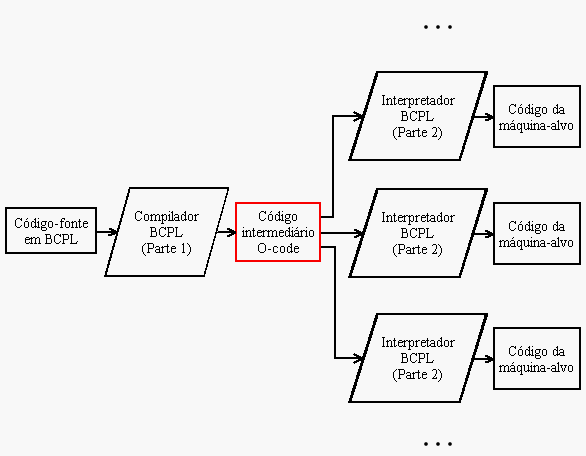 ...
Interpretador
BCPL
(Parte 2)
Código da
máquina-alvo
Código-fonte
em BCPL
Compilador
BCPL
(Parte 1)
Código
intermediário
O-code
Interpretador
BCPL
(Parte 2)
Código da
máquina-alvo
Interpretador
BCPL
(Parte 2)
Código da
máquina-alvo
...